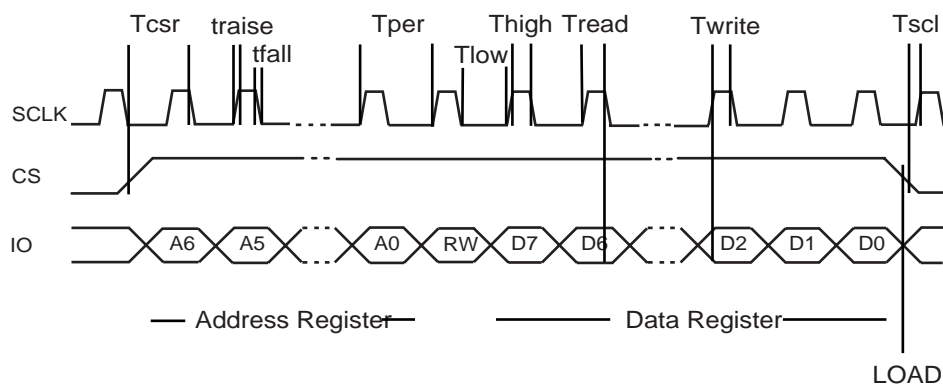 Tcsr traise Tper Thigh Tread Twrite Tscl
tfall Tlow
SCLK
CS
IO A6 A5 A0 RW D7 D6 D2 D1 D0
Address Register Data Register
LOAD